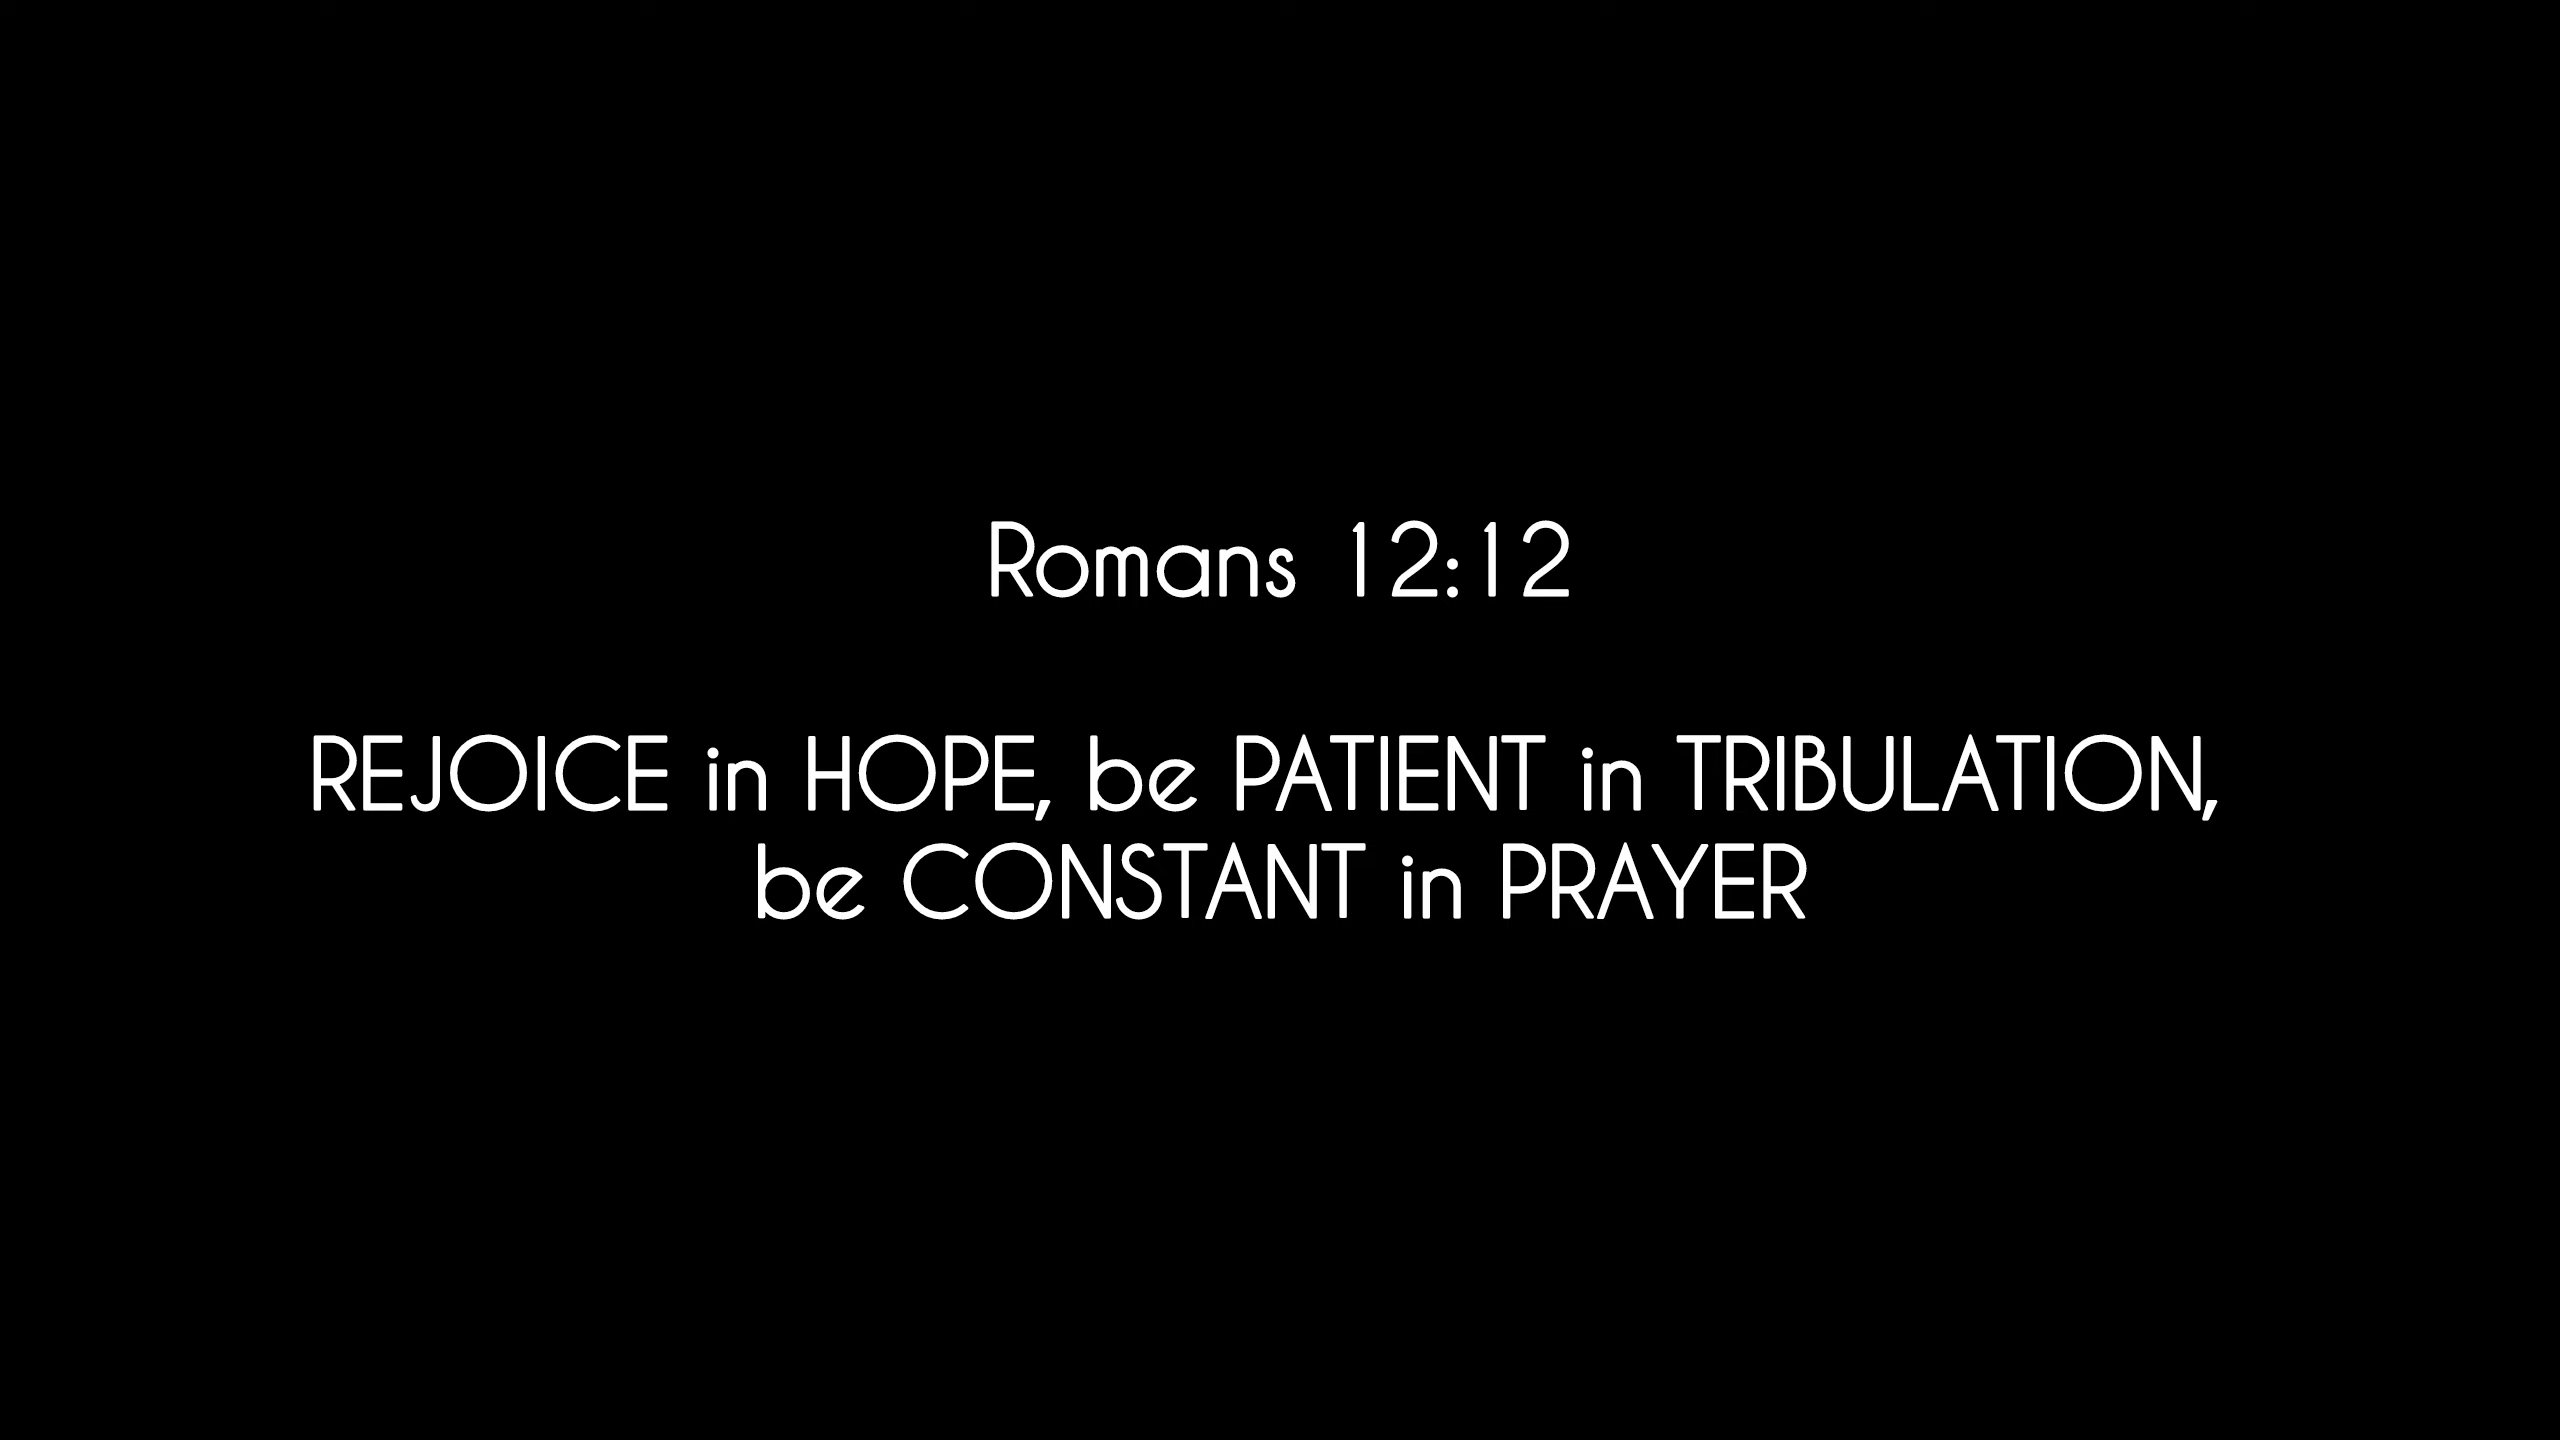 Romans 12:12
REJOICE in HOPE, be PATIENT in TRIBULATION,
be CONSTANT in PRAYER